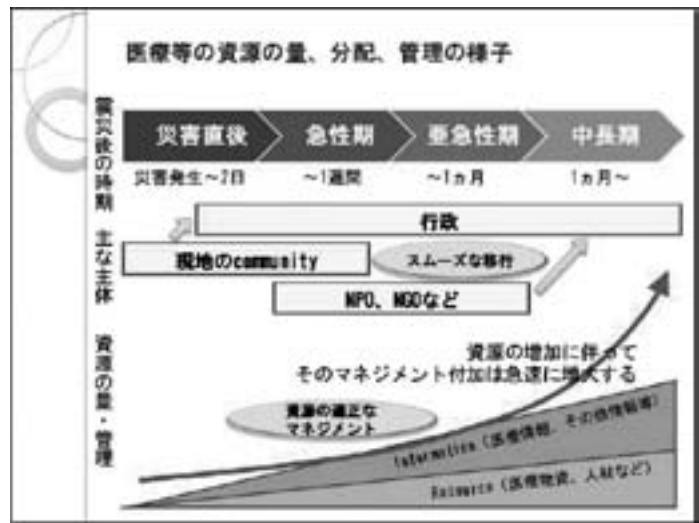 医療等の資源の量、分配、管理の様子
震災後の時期
災害直後
急性期
亜急性期
中長期
災害発生～2日
～1週間
～1ヵ月
1ヵ月～
主な主体
行政
現地のcommunity
スムーズな移行
NPO、NGOなど
資源の量・管理
資源の増加に伴って
そのマネジメント付加は急速に増大する
資源の適正な
マネジメント
Information（医療情報、その他情報等）
Resource（医療物資、人材など）